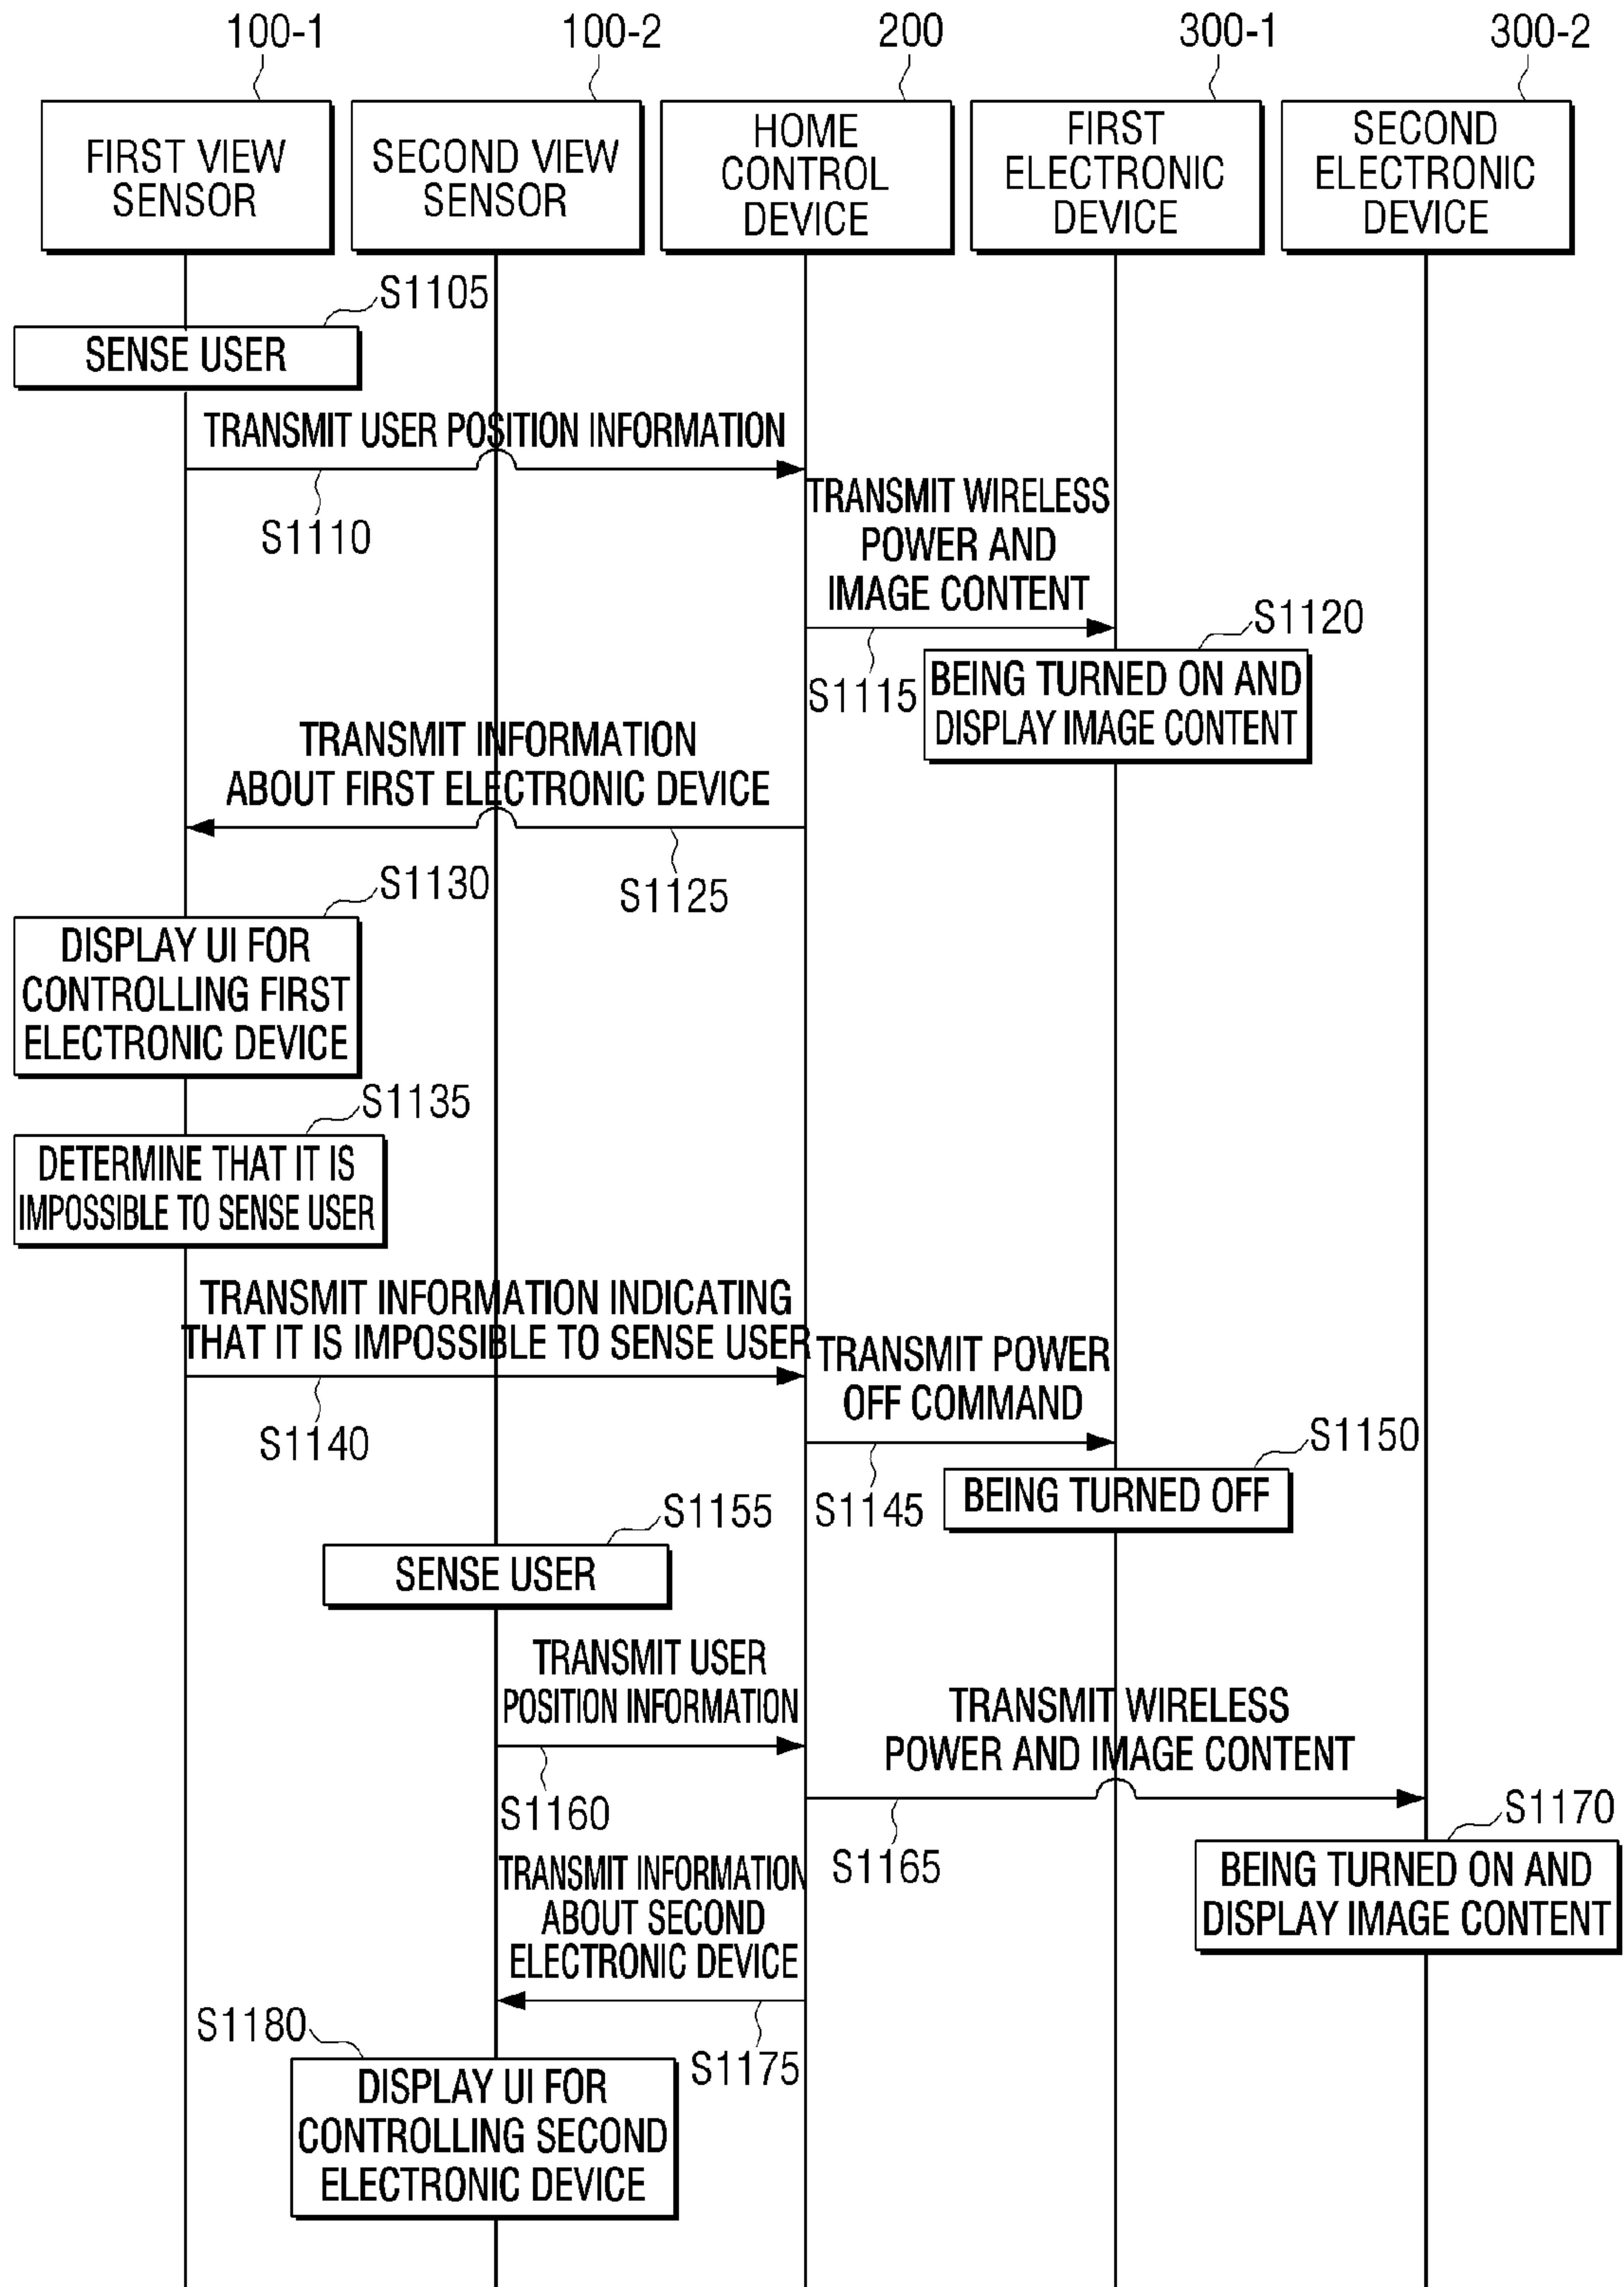 100-1
100-2
200
300-1
300-2
FIRST VIEW
SENSOR
SECOND VIEW
SENSOR
HOME
CONTROL
DEVICE
FIRST
ELECTRONIC
DEVICE
SECOND
ELECTRONIC
DEVICE
S1105
SENSE USER
TRANSMIT USER POSITION INFORMATION
S1110
TRANSMIT WIRELESS
POWER AND
IMAGE CONTENT
S1115
S1120
BEING TURNED ON AND
DISPLAY IMAGE CONTENT
TRANSMIT INFORMATION
ABOUT FIRST ELECTRONIC DEVICE
S1125
S1130
DISPLAY UI FOR
CONTROLLING FIRST
ELECTRONIC DEVICE
S1135
DETERMINE THAT IT IS
IMPOSSIBLE TO SENSE USER
TRANSMIT INFORMATION INDICATING
THAT IT IS IMPOSSIBLE TO SENSE USER
S1140
TRANSMIT POWER
OFF COMMAND
S1145
S1150
BEING TURNED OFF
S1155
SENSE USER
TRANSMIT USER
POSITION INFORMATION
S1160
TRANSMIT WIRELESS
POWER AND IMAGE CONTENT
S1165
S1170
BEING TURNED ON AND
DISPLAY IMAGE CONTENT
TRANSMIT INFORMATION
ABOUT SECOND
ELECTRONIC DEVICE
S1175
S1180
DISPLAY UI FOR
CONTROLLING SECOND
ELECTRONIC DEVICE